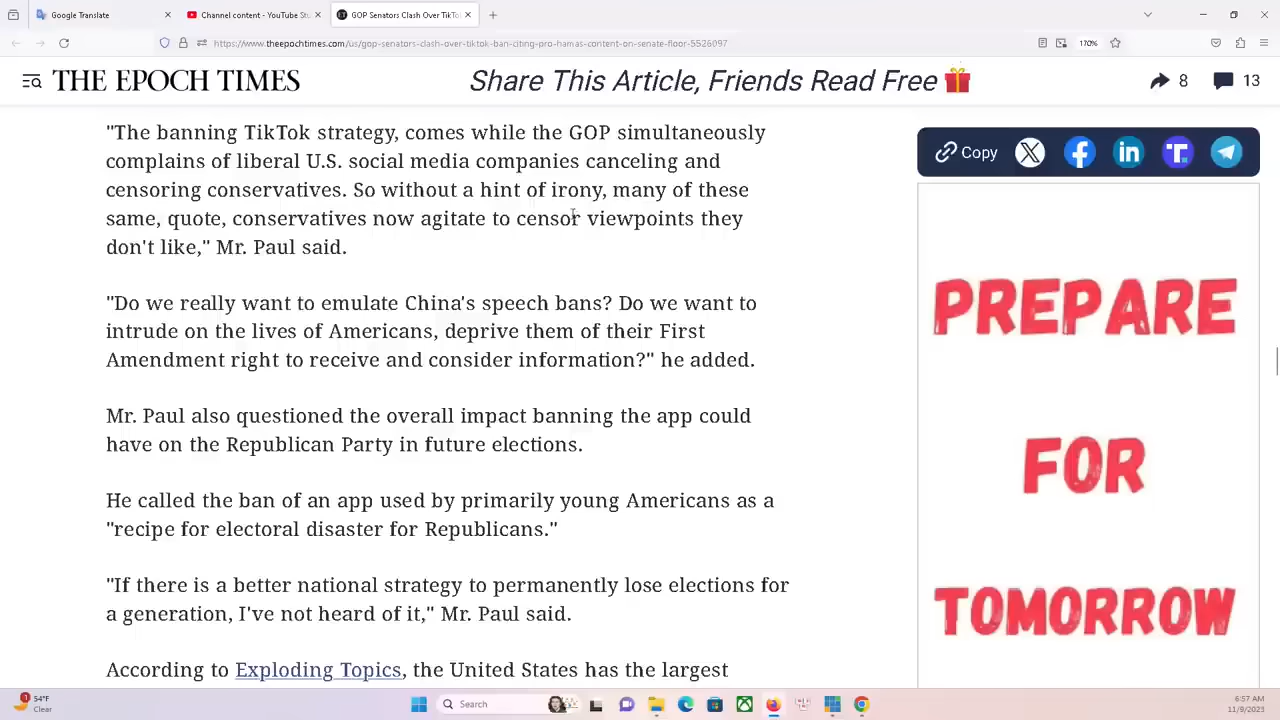 Google Translate
Channel content - YouTube Stu
GOP Senators Clash Over TikTo
https://www.theepochtimes.com/us/gop-senators-clash-over-tiktok-ban-citing-pro-hamas-content-on-senate-floor-5526097
170%
THE EPOCH TIMES
Share This Article, Friends Read Free
8
13
"The banning TikTok strategy, comes while the GOP simultaneously
complains of liberal U.S. social media companies canceling and
censoring conservatives. So without a hint of irony, many of these
same, quote, conservatives now agitate to censor viewpoints they
don't like," Mr. Paul said.
"Do we really want to emulate China's speech bans? Do we want to
intrude on the lives of Americans, deprive them of their First
Amendment right to receive and consider information?" he added.
Mr. Paul also questioned the overall impact banning the app could
have on the Republican Party in future elections.
He called the ban of an app used by primarily young Americans as a
"recipe for electoral disaster for Republicans."
"If there is a better national strategy to permanently lose elections for
a generation, I've not heard of it," Mr. Paul said.
According to Exploding Topics, the United States has the largest
Copy
PREPARE
FOR
TOMORROW
54°F
Clear
Search
6:57 AM
11/9/2023